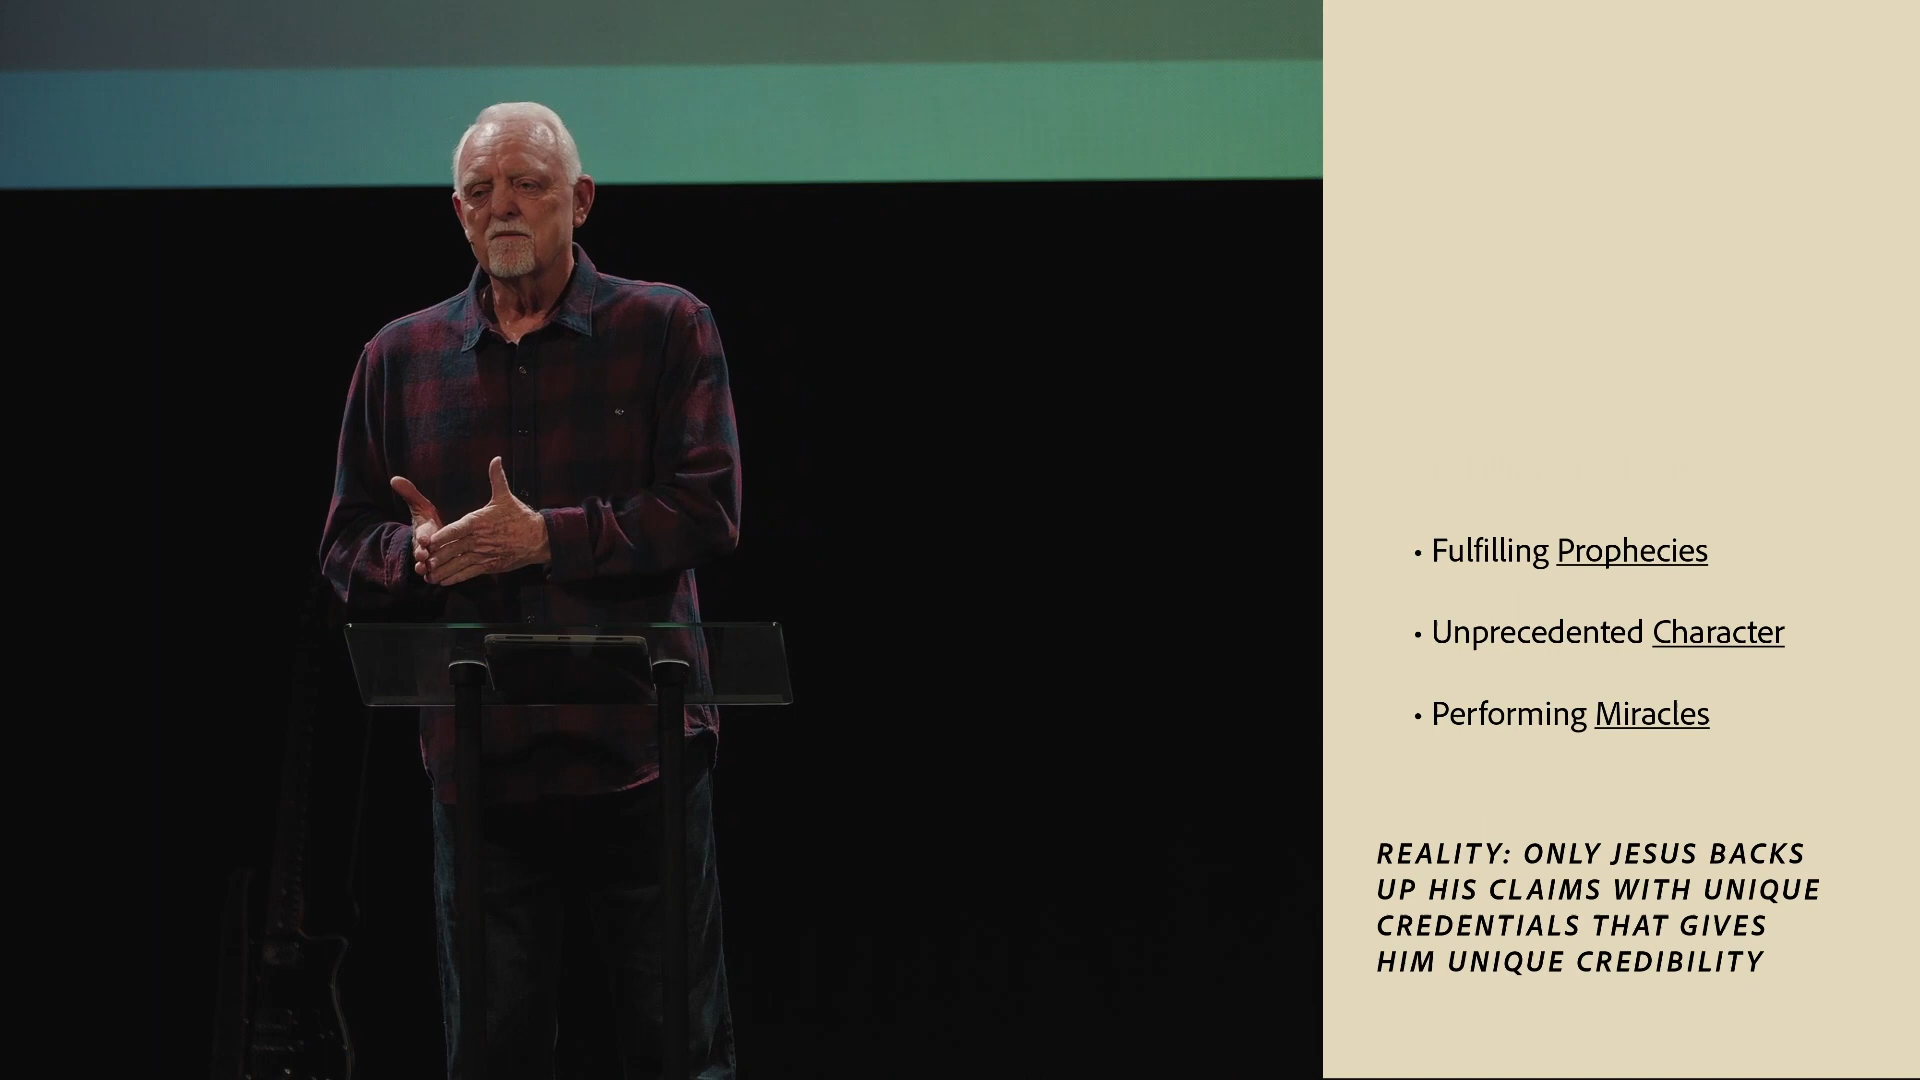 • Fulfilling Prophecies
• Unprecedented Character
• Performing Miracles
REALITY: ONLY JESUS BACKS
UP HIS CLAIMS WITH UNIQUE
CREDENTIALS THAT GIVES
HIM UNIQUE CREDIBILITY